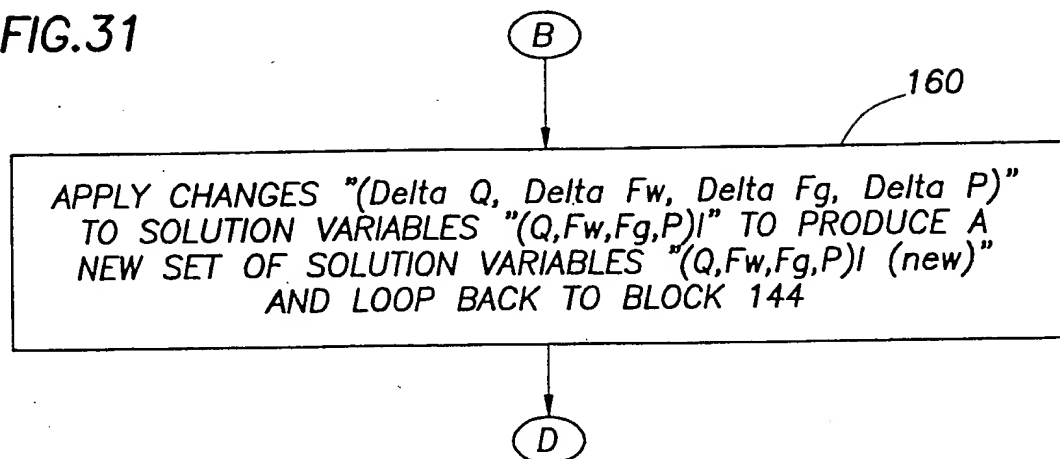 FIG.31
B
160
APPLY CHANGES "(Delta Q, Delta Fw, Delta Fg, Delta P)"
TO SOLUTION VARIABLES "(Q,Fw,Fg,P)I" TO PRODUCE A
NEW SET OF SOLUTION VARIABLES "(Q,Fw,Fg,P)I (new)"
AND LOOP BACK TO BLOCK 144
D